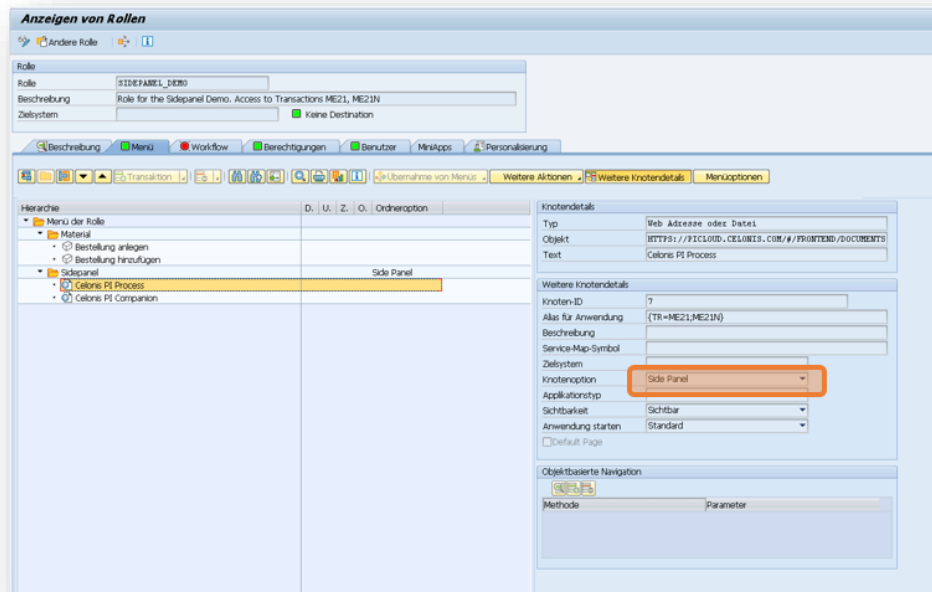 Anzeigen von Rollen
Andere Rolle
Rolle
Rolle SIDEPANEL_DEMO
Beschreibung Role for the Sidepanel Demo. Access to Transactions ME21, ME21N
Zielsystem Keine Destination
Beschreibung Menü Workflow Berechtigungen Benutzer MiniApps Personalisierung
Transaktion Übernahme von Menüs Weitere Aktionen Weitere Knotendetails Menüoptionen
Hierarchie D. U. Z. O. Ordneroption
Menü der Rolle
Material
Bestellung anlegen
Bestellung hinzufügen
Sidepanel Side Panel
Celonis PI Process
Celonis PI Companion
Knotendetails
Typ Web Adresse oder Datei
Objekt HTTPS://PICLOUD.CELONIS.COM/#/FRONTEND/DOCUMENTS
Text Celonis PI Process
Weitere Knotendetails
Knoten-ID 7
Alias für Anwendung {TR=ME21;ME21N}
Beschreibung
Service-Map-Symbol
Zielsystem
Knotenoption Side Panel
Applikationstyp
Sichtbarkeit Sichtbar
Anwendung starten Standard
Default Page
Objektbasierte Navigation
Methode Parameter